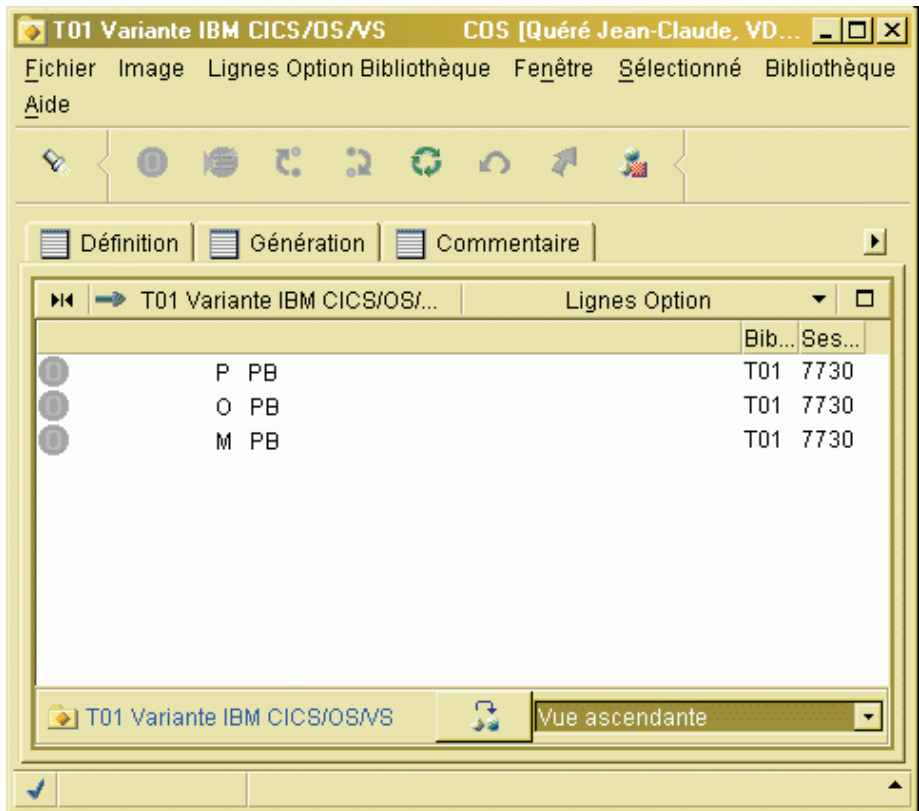 T01 Variante IBM CICS/OS/VS COS [Quéré Jean-Claude, VD...
Fichier Image Lignes Option Bibliothèque Fenêtre Sélectionné Bibliothèque
Aide
Définition Génération Commentaire
T01 Variante IBM CICS/OS/... Lignes Option
Bib... Ses...
P PB T01 7730
O PB T01 7730
M PB T01 7730
T01 Variante IBM CICS/OS/VS Vue ascendante